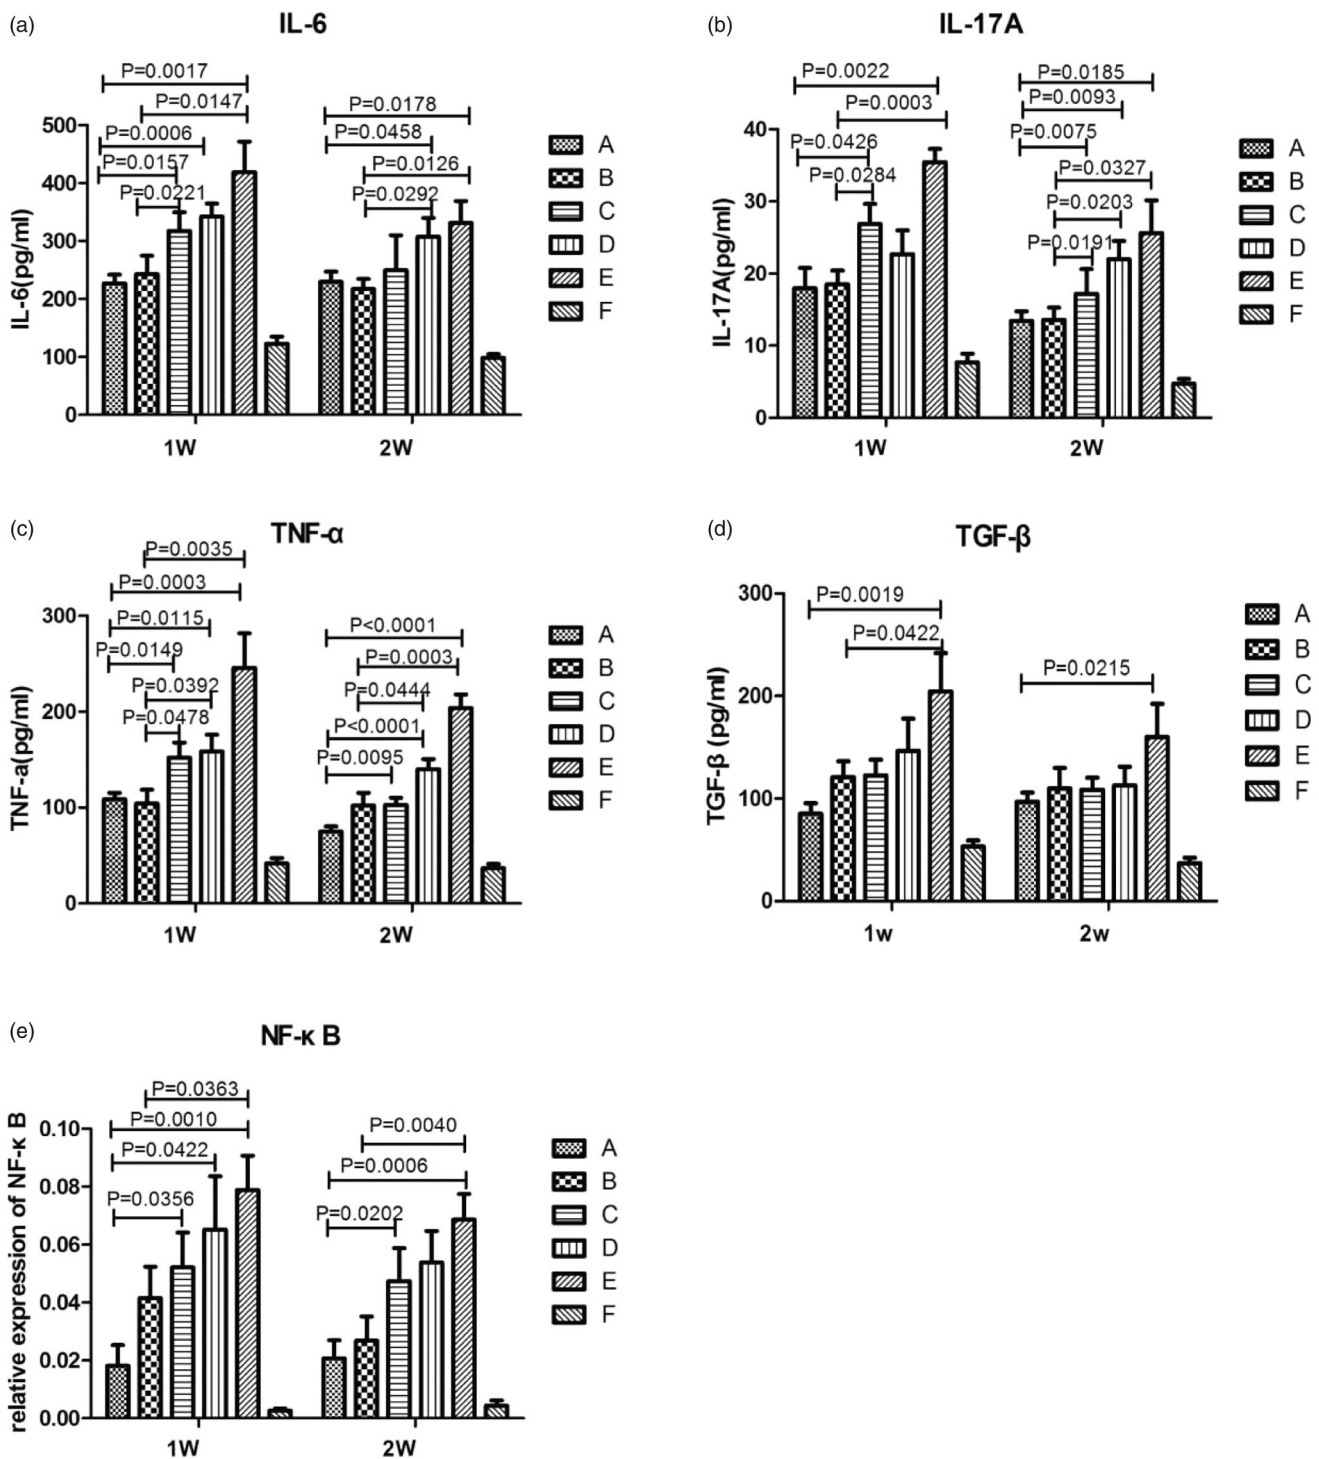 (a)
IL-6
P=0.0017
P=0.0147
P=0.0006
P=0.0157
P=0.0221
P=0.0178
P=0.0458
P=0.0126
P=0.0292
500
400
300
200
100
0
IL-6(pg/ml)
1W
2W
A
B
C
D
E
F
(b)
IL-17A
P=0.0022
P=0.0003
P=0.0426
P=0.0284
P=0.0185
P=0.0093
P=0.0075
P=0.0327
P=0.0203
P=0.0191
40
30
20
10
0
IL-17A(pg/ml)
1W
2W
A
B
C
D
E
F
(c)
TNF-α
P=0.0035
P=0.0003
P=0.0115
P=0.0149
P=0.0392
P=0.0478
P<0.0001
P=0.0003
P=0.0444
P<0.0001
P=0.0095
300
200
100
0
TNF-a(pg/ml)
1W
2W
A
B
C
D
E
F
(d)
TGF-β
P=0.0019
P=0.0422
P=0.0215
300
200
100
0
TGF-β (pg/ml)
1w
2w
A
B
C
D
E
F
(e)
NF-κ B
P=0.0363
P=0.0010
P=0.0422
P=0.0356
P=0.0040
P=0.0006
P=0.0202
0.10
0.08
0.06
0.04
0.02
0.00
relative expression of NF-κ B
1W
2W
A
B
C
D
E
F